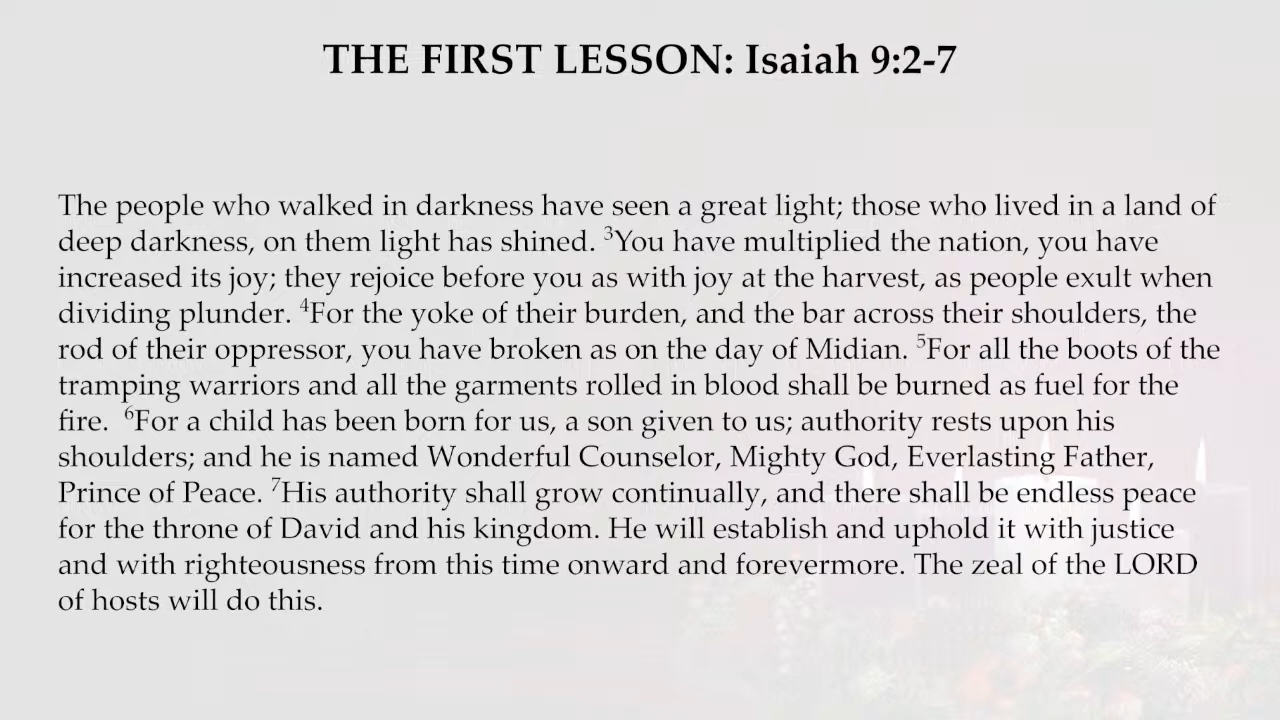 THE FIRST LESSON: Isaiah 9:2-7
The people who walked in darkness have seen a great light; those who lived in a land of
deep darkness, on them light has shined. ³You have multiplied the nation, you have
increased its joy; they rejoice before you as with joy at the harvest, as people exult when
dividing plunder. ⁴For the yoke of their burden, and the bar across their shoulders, the
rod of their oppressor, you have broken as on the day of Midian. ⁵For all the boots of the
tramping warriors and all the garments rolled in blood shall be burned as fuel for the
fire. ⁶For a child has been born for us, a son given to us; authority rests upon his
shoulders; and he is named Wonderful Counselor, Mighty God, Everlasting Father,
Prince of Peace. ⁷His authority shall grow continually, and there shall be endless peace
for the throne of David and his kingdom. He will establish and uphold it with justice
and with righteousness from this time onward and forevermore. The zeal of the LORD
of hosts will do this.